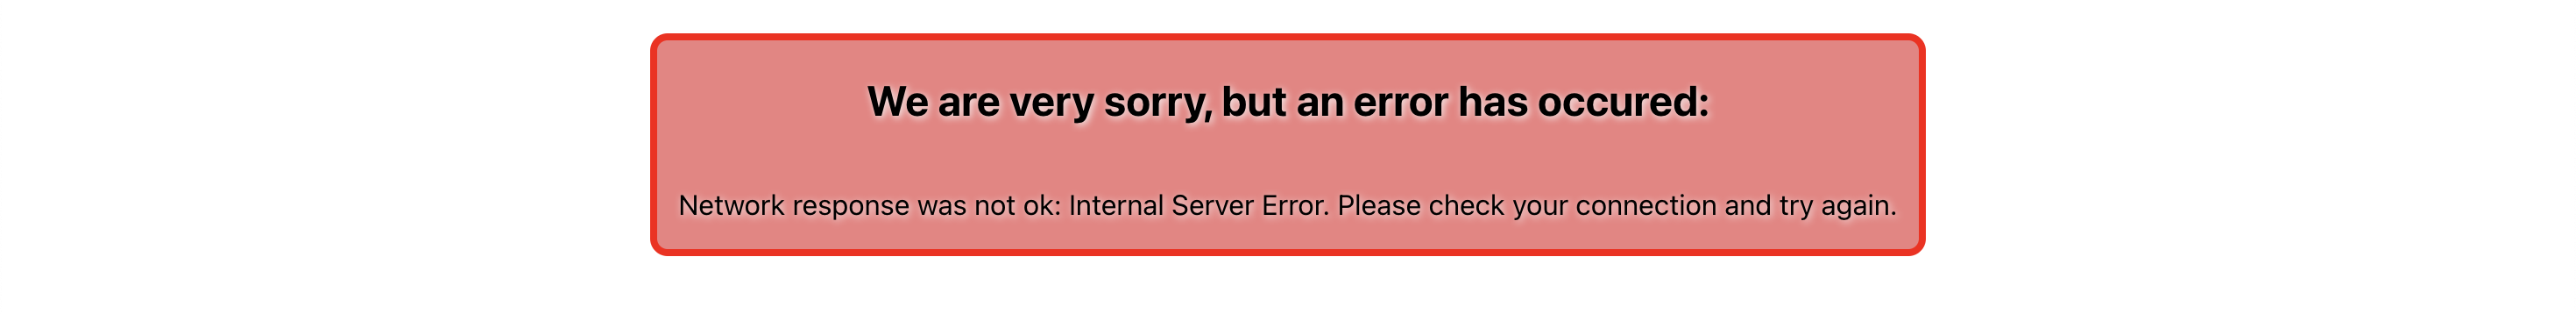 We are very sorry, but an error has occured:
Network response was not ok: Internal Server Error. Please check your connection and try again.